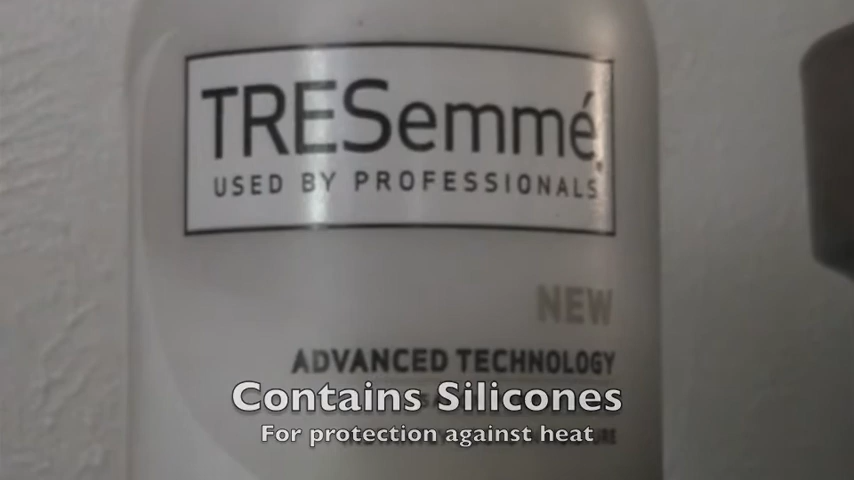 TRESemmé
USED BY PROFESSIONALS
NEW
ADVANCED TECHNOLOGY
Contains Silicones
For protection against heat